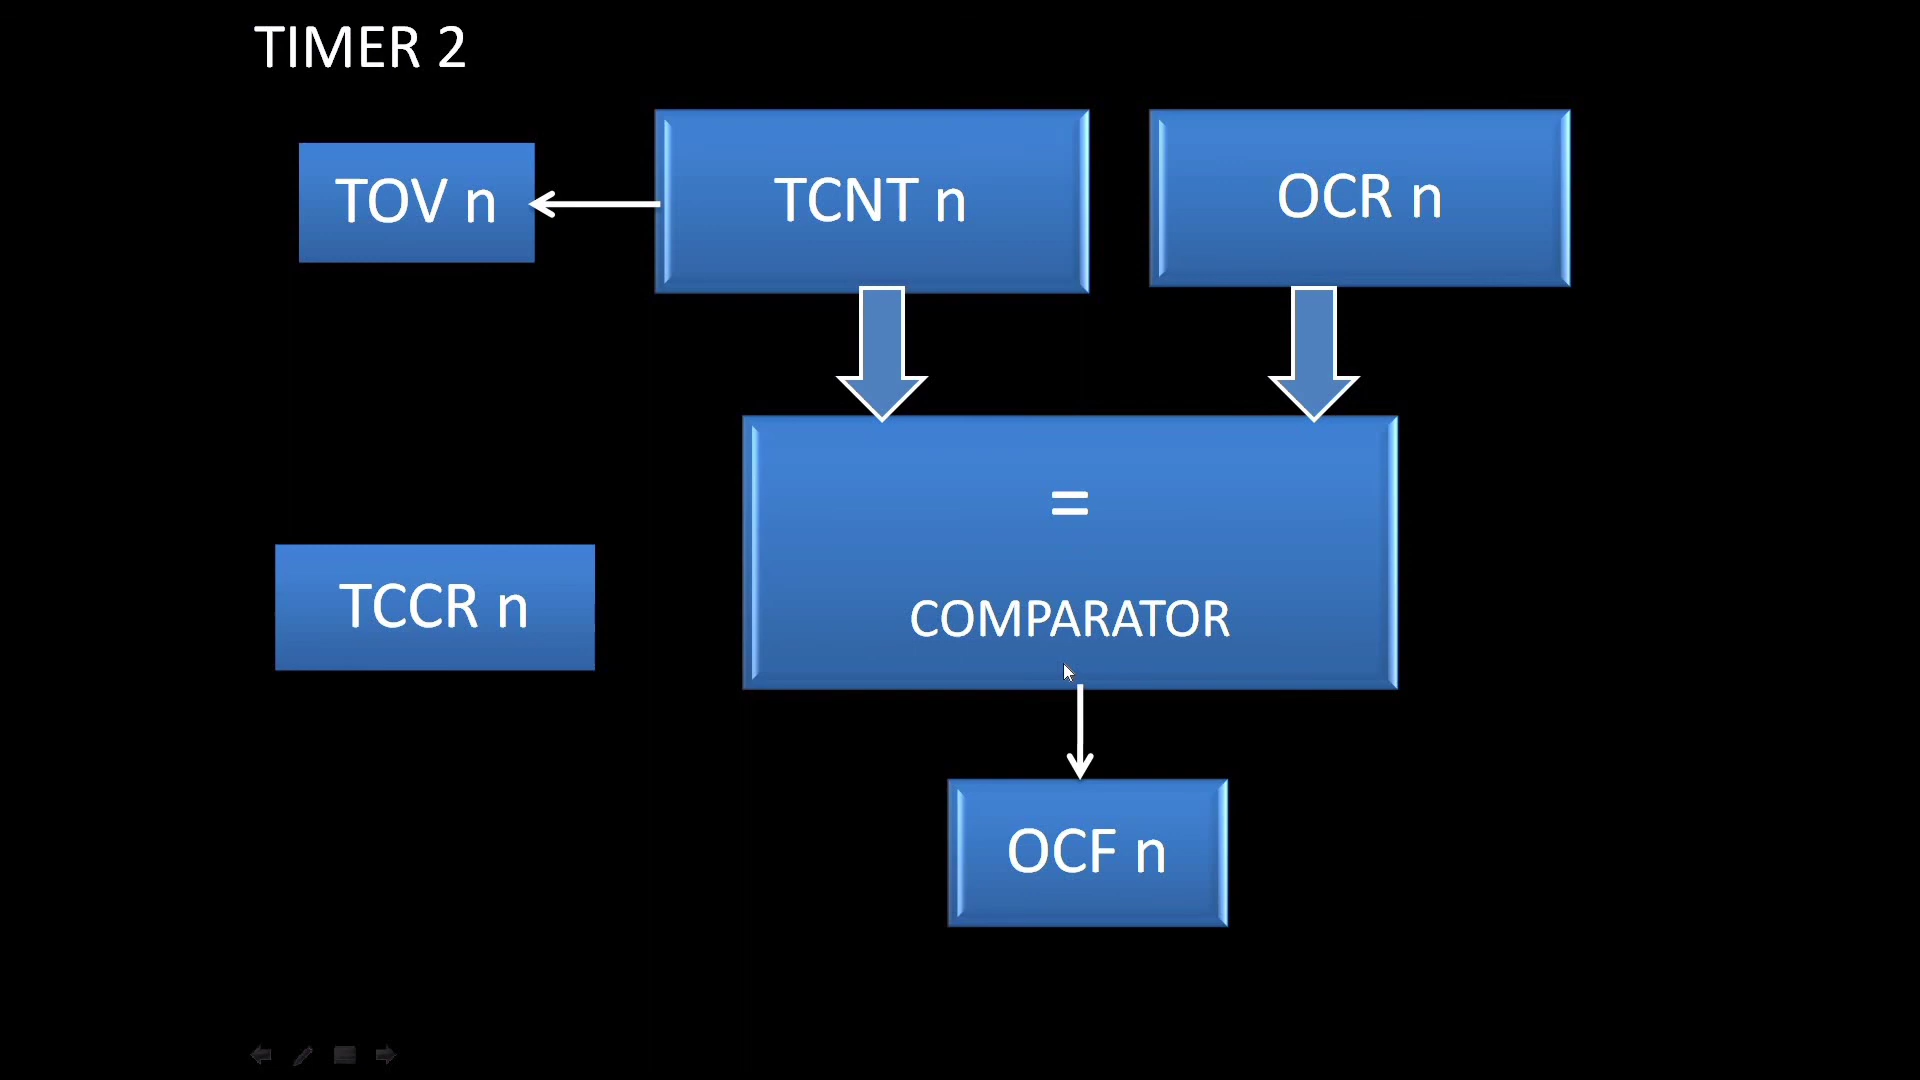 TIMER 2
TOV n
TCNT n
OCR n
=
COMPARATOR
TCCR n
OCF n